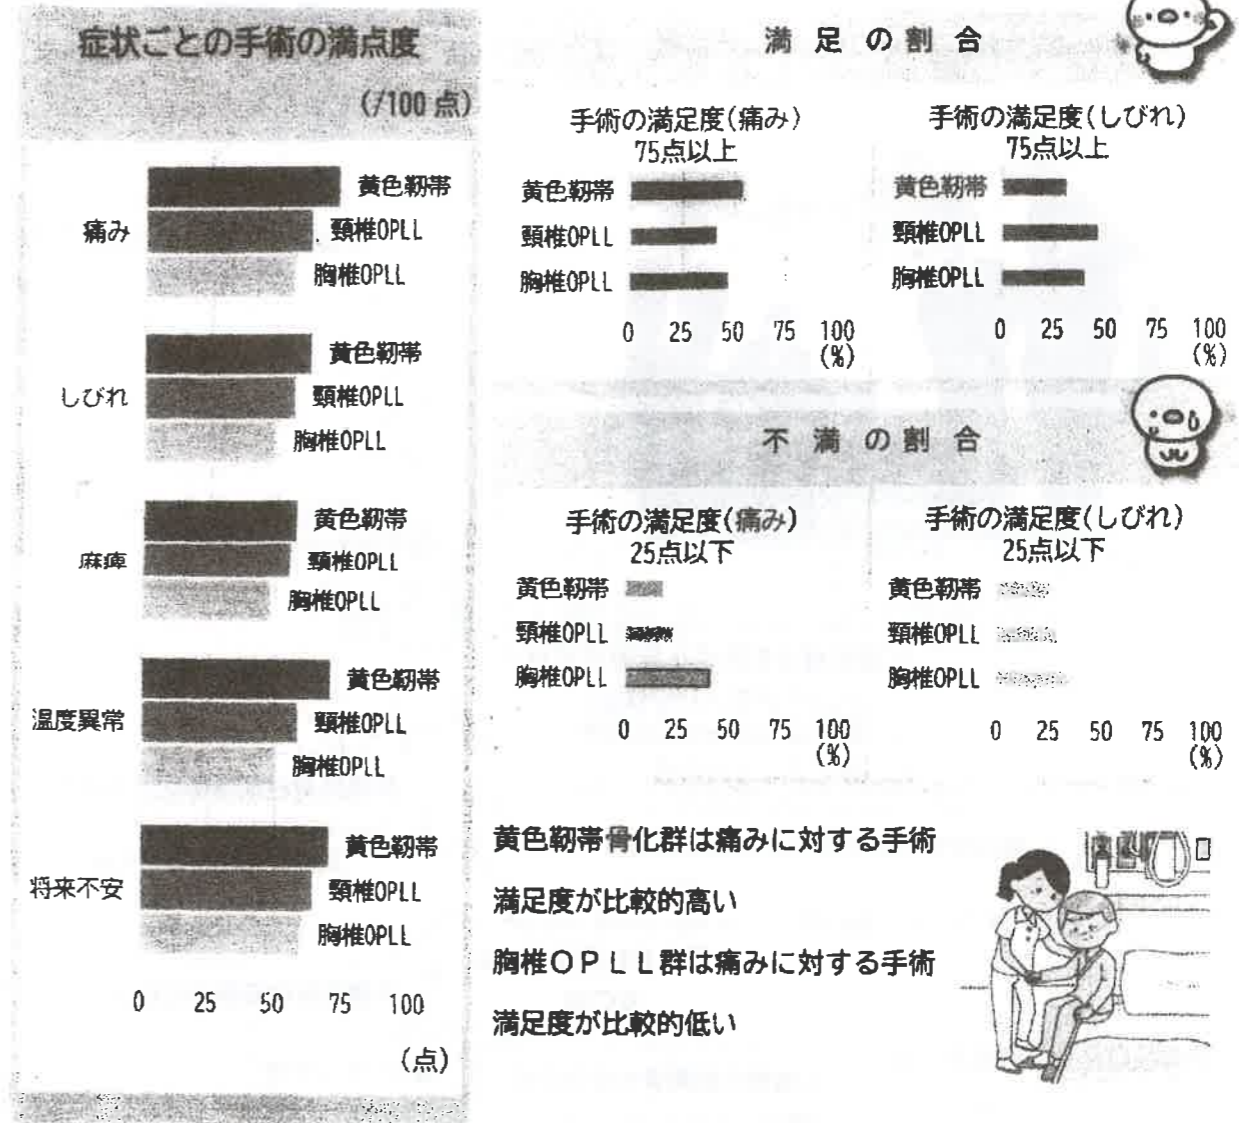 症状ごとの手術の満点度
(/100 点)
痛み
黄色靭帯
頸椎OPLL
胸椎OPLL
しびれ
黄色靭帯
頸椎OPLL
胸椎OPLL
麻痺
黄色靭帯
頸椎OPLL
胸椎OPLL
温度異常
黄色靭帯
頸椎OPLL
胸椎OPLL
将来不安
黄色靭帯
頸椎OPLL
胸椎OPLL
0 25 50 75 100
(点)
満足の割合
手術の満足度(痛み)
75点以上
黄色靭帯
頸椎OPLL
胸椎OPLL
0 25 50 75 100
(%)
手術の満足度(しびれ)
75点以上
黄色靭帯
頸椎OPLL
胸椎OPLL
0 25 50 75 100
(%)
不満の割合
手術の満足度(痛み)
25点以下
黄色靭帯
頸椎OPLL
胸椎OPLL
0 25 50 75 100
(%)
手術の満足度(しびれ)
25点以下
黄色靭帯
頸椎OPLL
胸椎OPLL
0 25 50 75 100
(%)
黄色靭帯骨化群は痛みに対する手術
満足度が比較的高い
胸椎ＯＰＬＬ群は痛みに対する手術
満足度が比較的低い